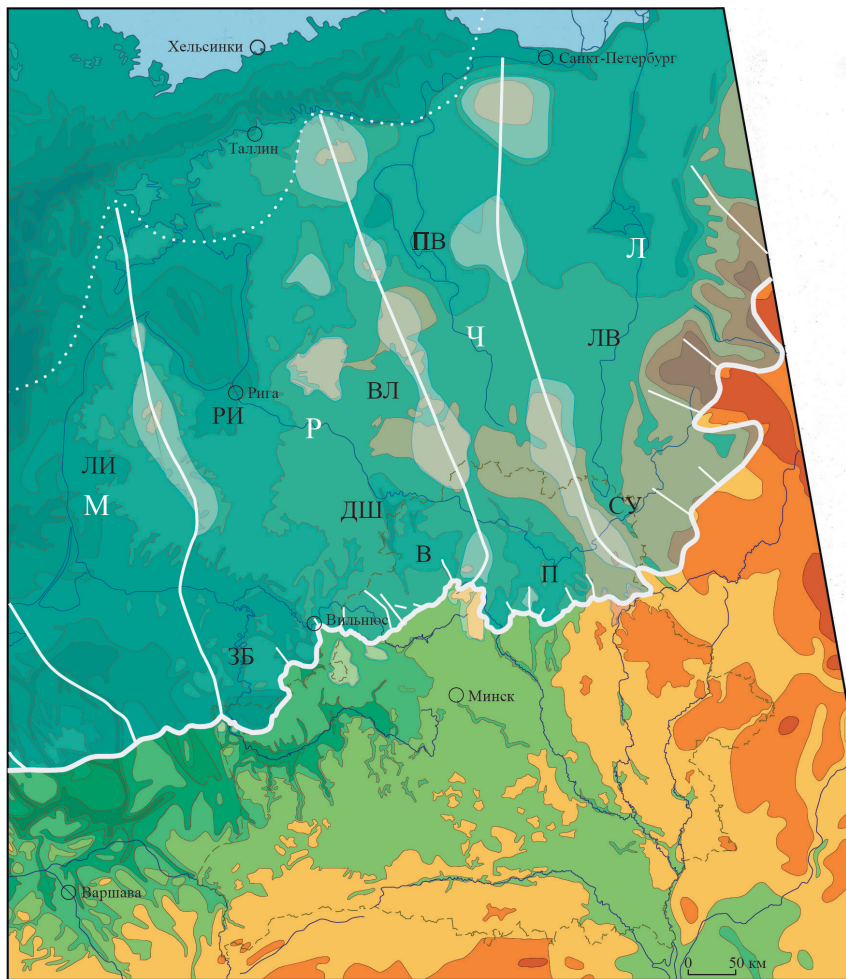 Хельсинки
Санкт-Петербург
Таллин
ПВ
Л
Ч
ЛВ
ВЛ
Рига
РИ
Р
ЛИ
М
ДШ
СУ
В
П
Вильнюс
ЗБ
Минск
Варшава
0 50 км